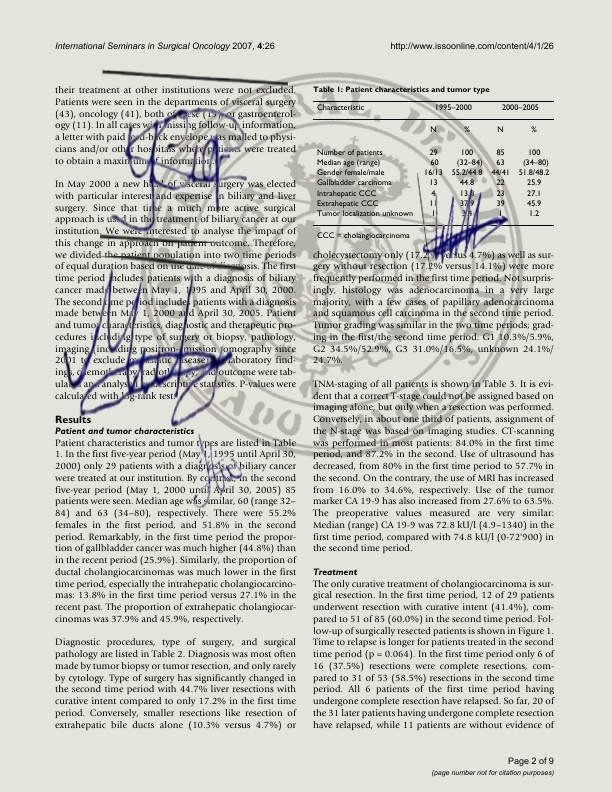 International Seminars in Surgical Oncology 2007, 4:26
http://www.issoonline.com/content/4/1/26
their treatment at other institutions were not excluded.
Patients were seen in the departments of visceral surgery
(43), oncology (41), both of these (19), or gastroenterol-
ogy (11). In all cases with missing follow-up information,
a letter with paid send-back envelope was mailed to physi-
cians and/or other hospitals where patients were treated
to obtain a maximum of information.
In May 2000 a new head of visceral surgery was elected
with particular interest and expertise in biliary and liver
surgery. Since that time a much more active surgical
approach is used in the treatment of biliary cancer at our
institution. We were interested to analyse the impact of
this change in approach on patient outcome. Therefore,
we divided the patient population into two time periods
of equal duration based on the date of diagnosis. The first
time period includes patients with a diagnosis of biliary
cancer made between May 1, 1995 and April 30, 2000.
The second time period includes patients with a diagnosis
made between May 1, 2000 and April 30, 2005. Patient
and tumor characteristics, diagnostic and therapeutic pro-
cedures including type of surgery or biopsy, pathology,
imaging (including positron-emission tomography since
2001 to exclude metastatic disease), laboratory find-
ings, chemotherapy, radiotherapy, and outcome were tab-
ulated and analysed by descriptive statistics. P-values were
calculated with log-rank test.
Results
Patient and tumor characteristics
Patient characteristics and tumor types are listed in Table
1. In the first five-year period (May 1, 1995 until April 30,
2000) only 29 patients with a diagnosis of biliary cancer
were treated at our institution. By contrast, in the second
five-year period (May 1, 2000 until April 30, 2005) 85
patients were seen. Median age was similar, 60 (range 32–
84) and 63 (34–80), respectively. There were 55.2%
females in the first period, and 51.8% in the second
period. Remarkably, in the first time period the propor-
tion of gallbladder cancer was much higher (44.8%) than
in the recent period (25.9%). Similarly, the proportion of
ductal cholangiocarcinomas was much lower in the first
time period, especially the intrahepatic cholangiocarcino-
mas: 13.8% in the first time period versus 27.1% in the
recent past. The proportion of extrahepatic cholangiocar-
cinomas was 37.9% and 45.9%, respectively.
Diagnostic procedures, type of surgery, and surgical
pathology are listed in Table 2. Diagnosis was most often
made by tumor biopsy or tumor resection, and only rarely
by cytology. Type of surgery has significantly changed in
the second time period with 44.7% liver resections with
curative intent compared to only 17.2% in the first time
period. Conversely, smaller resections like resection of
extrahepatic bile ducts alone (10.3% versus 4.7%) or
Table 1: Patient characteristics and tumor type
Characteristic 1995–2000 2000–2005
N % N %
Number of patients 29 100 85 100
Median age (range) 60 (32–84) 63 (34–80)
Gender female/male 16/13 55.2/44.8 44/41 51.8/48.2
Gallbladder carcinoma 13 44.8 22 25.9
Intrahepatic CCC 4 13.8 23 27.1
Extrahepatic CCC 11 37.9 39 45.9
Tumor localization unknown 1 3.4 1 1.2
CCC = cholangiocarcinoma
cholecystectomy only (17.2% versus 4.7%) as well as sur-
gery without resection (17.2% versus 14.1%) were more
frequently performed in the first time period. Not surpris-
ingly, histology was adenocarcinoma in a very large
majority, with a few cases of papillary adenocarcinoma
and squamous cell carcinoma in the second time period.
Tumor grading was similar in the two time periods; grad-
ing in the first/the second time period: G1 10.3%/5.9%,
G2 34.5%/52.9%, G3 31.0%/16.5%, unknown 24.1%/
24.7%.
TNM-staging of all patients is shown in Table 3. It is evi-
dent that a correct T-stage could not be assigned based on
imaging alone, but only when a resection was performed.
Conversely, in about one third of patients, assignment of
the N-stage was based on imaging studies. CT-scanning
was performed in most patients: 84.0% in the first time
period, and 87.2% in the second. Use of ultrasound has
decreased, from 80% in the first time period to 57.7% in
the second. On the contrary, the use of MRI has increased
from 16.0% to 34.6%, respectively. Use of the tumor
marker CA 19-9 has also increased from 27.6% to 63.5%.
The preoperative values measured are very similar:
Median (range) CA 19-9 was 72.8 kU/l (4.9–1340) in the
first time period, compared with 74.8 kU/l (0-72'900) in
the second time period.
Treatment
The only curative treatment of cholangiocarcinoma is sur-
gical resection. In the first time period, 12 of 29 patients
underwent resection with curative intent (41.4%), com-
pared to 51 of 85 (60.0%) in the second time period. Fol-
low-up of surgically resected patients is shown in Figure 1.
Time to relapse is longer for patients treated in the second
time period (p = 0.064). In the first time period only 6 of
16 (37.5%) resections were complete resections, com-
pared to 31 of 53 (58.5%) resections in the second time
period. All 6 patients of the first time period having
undergone complete resection have relapsed. So far, 20 of
the 31 later patients having undergone complete resection
have relapsed, while 11 patients are without evidence of
Page 2 of 9
(page number not for citation purposes)